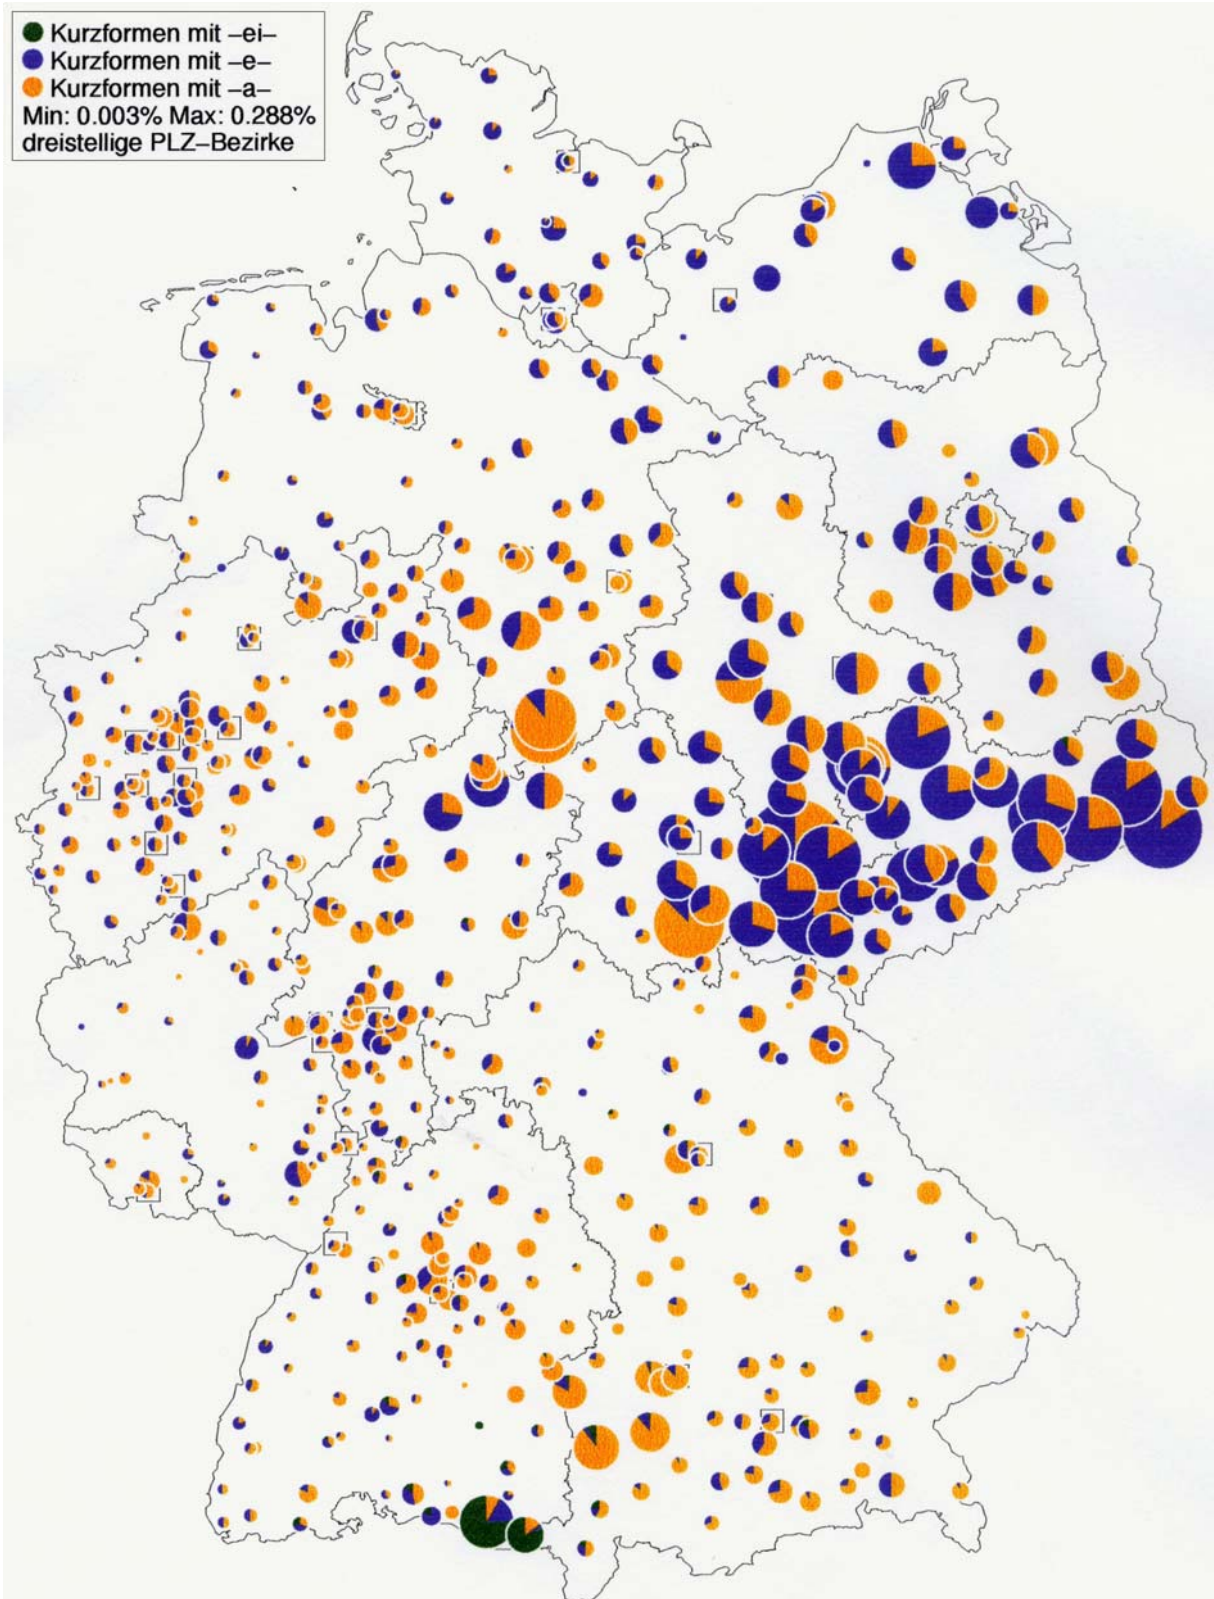 Kurzformen mit –ei–
Kurzformen mit –e–
Kurzformen mit –a–
Min: 0.003% Max: 0.288%
dreistellige PLZ–Bezirke